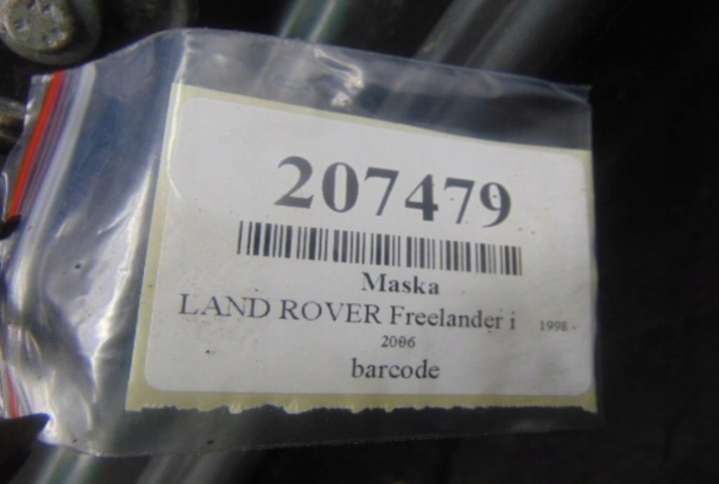 207479
Maska
LAND ROVER Freelander i 1998 -
2006
barcode